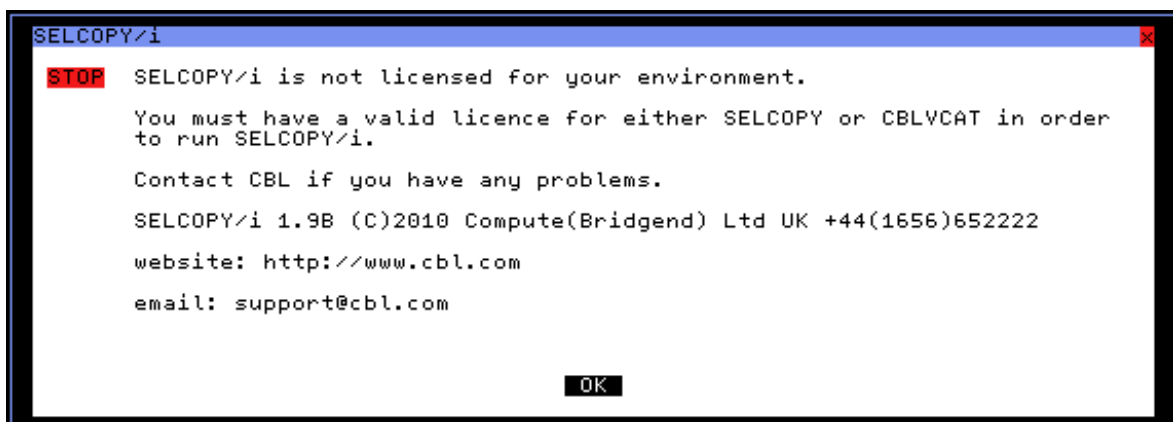 SELCOPY/i
x
STOP SELCOPY/i is not licensed for your environment.
You must have a valid licence for either SELCOPY or CBLVCAT in order
to run SELCOPY/i.
Contact CBL if you have any problems.
SELCOPY/i 1.9B (C)2010 Compute(Bridgend) Ltd UK +44(1656)652222
website: http://www.cbl.com
email: support@cbl.com
OK